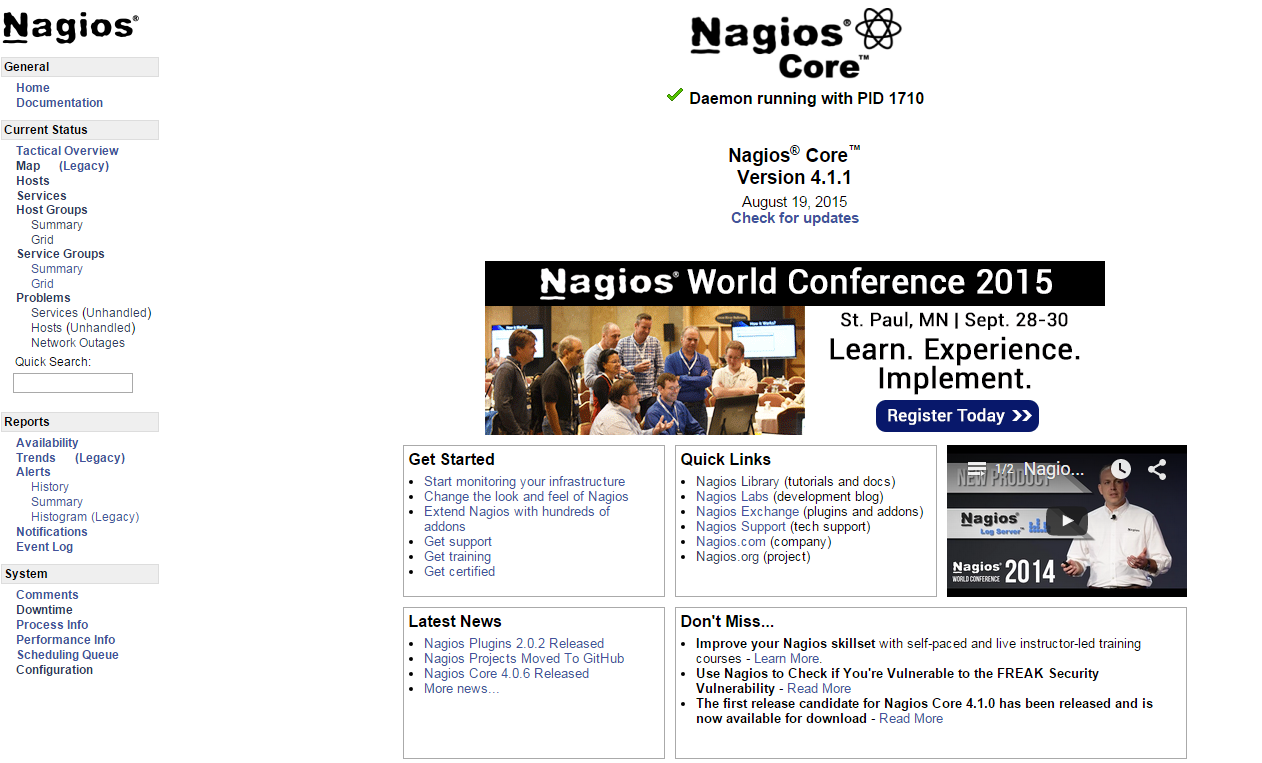 Nagios®
General
Home
Documentation
Current Status
Tactical Overview
Map (Legacy)
Hosts
Services
Host Groups
Summary
Grid
Service Groups
Summary
Grid
Problems
Services (Unhandled)
Hosts (Unhandled)
Network Outages
Quick Search:
Reports
Availability
Trends (Legacy)
Alerts
History
Summary
Histogram (Legacy)
Notifications
Event Log
System
Comments
Downtime
Process Info
Performance Info
Scheduling Queue
Configuration
Nagios®
Core™
Daemon running with PID 1710
Nagios® Core™
Version 4.1.1
August 19, 2015
Check for updates
Nagios® World Conference 2015
St. Paul, MN | Sept. 28-30
Learn. Experience.
Implement.
Register Today >>
Get Started
• Start monitoring your infrastructure
• Change the look and feel of Nagios
• Extend Nagios with hundreds of
addons
• Get support
• Get training
• Get certified
Quick Links
• Nagios Library (tutorials and docs)
• Nagios Labs (development blog)
• Nagios Exchange (plugins and addons)
• Nagios Support (tech support)
• Nagios.com (company)
• Nagios.org (project)
1/2 Nagio...
NEW PRODUCT
Nagios™
Log Server™
Nagios®
WORLD CONFERENCE 2014
Latest News
• Nagios Plugins 2.0.2 Released
• Nagios Projects Moved To GitHub
• Nagios Core 4.0.6 Released
• More news...
Don't Miss...
• Improve your Nagios skillset with self-paced and live instructor-led training
courses - Learn More.
• Use Nagios to Check if You're Vulnerable to the FREAK Security
Vulnerability - Read More
• The first release candidate for Nagios Core 4.1.0 has been released and is
now available for download - Read More